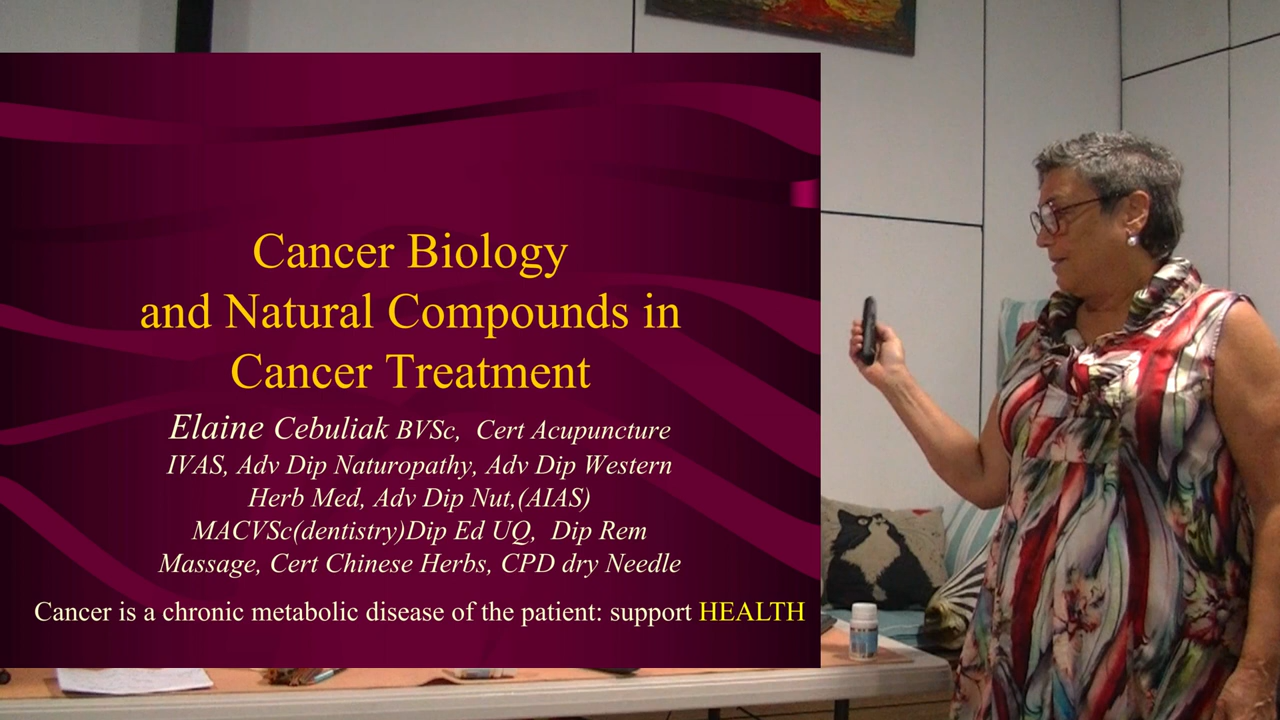 Cancer Biology
and Natural Compounds in
Cancer Treatment
Elaine Cebuliak BVSc, Cert Acupuncture
IVAS, Adv Dip Naturopathy, Adv Dip Western
Herb Med, Adv Dip Nut,(AIAS)
MACVSc(dentistry)Dip Ed UQ, Dip Rem
Massage, Cert Chinese Herbs, CPD dry Needle
Cancer is a chronic metabolic disease of the patient: support HEALTH